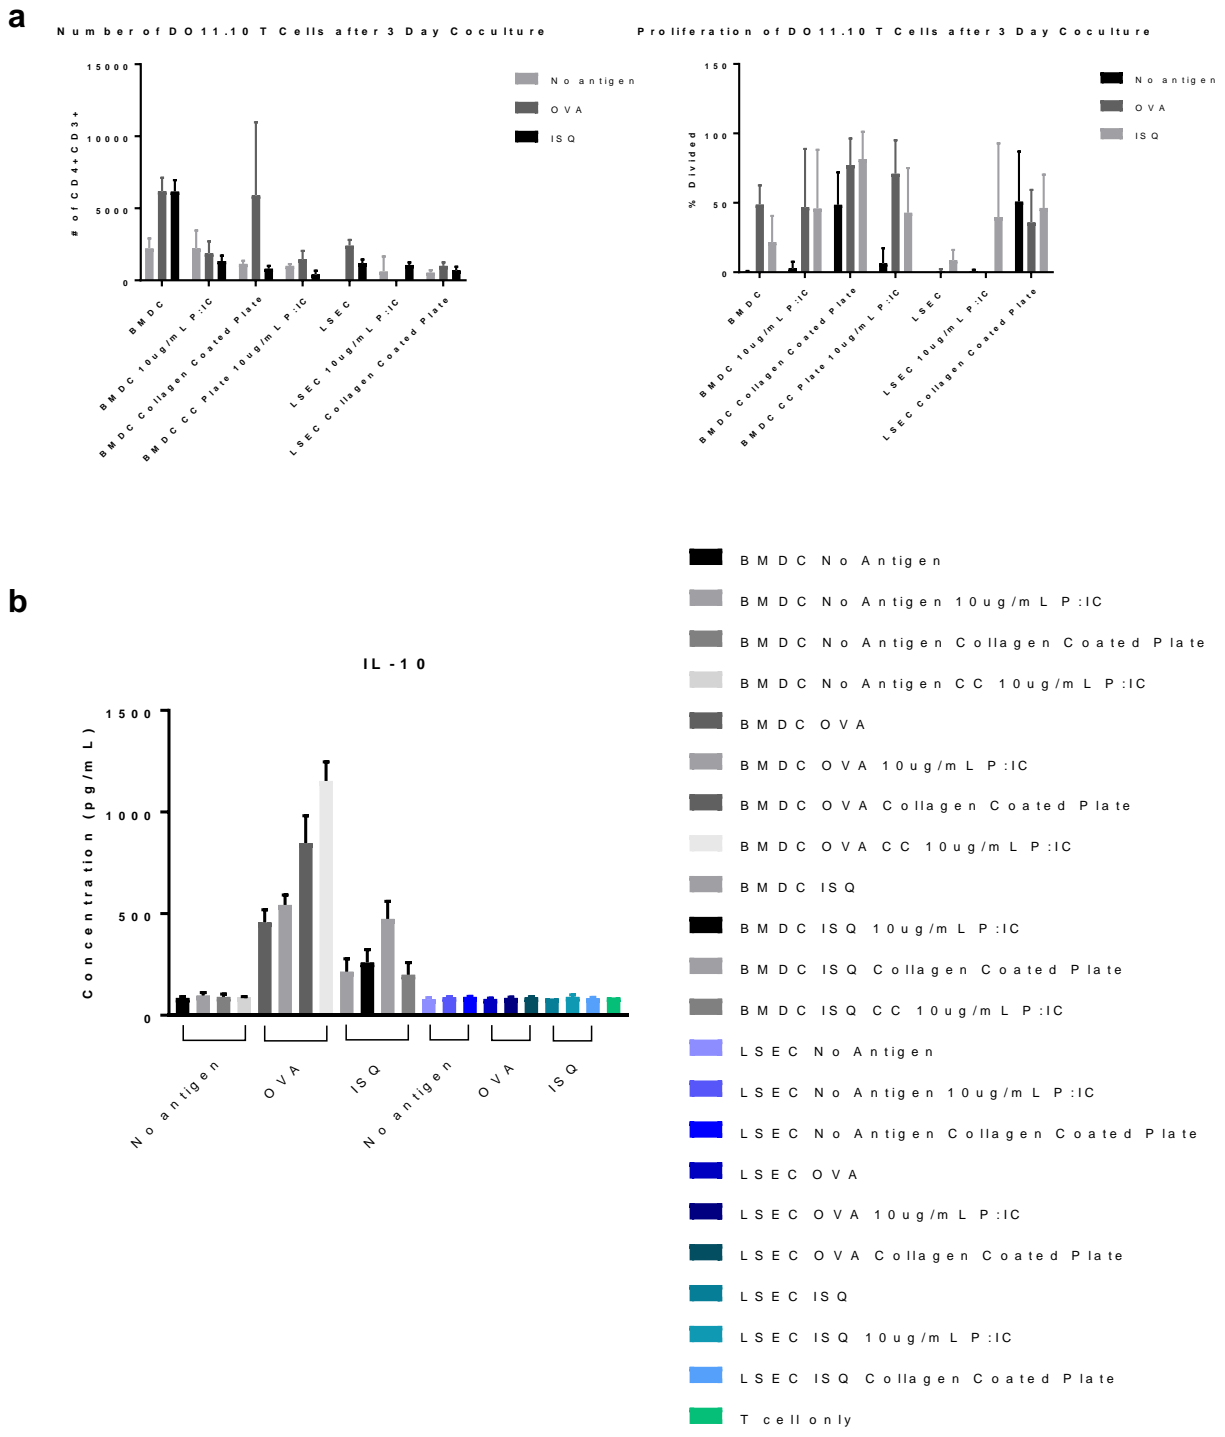 a
Number of DO11.10 T Cells after 3 Day Coculture
# of CD4+CD3+
15000
10000
5000
0
No antigen
OVA
ISQ
BMDC
BMDC 10ug/mL P:IC
BMDC Collagen Coated Plate
BMDC CC Plate 10ug/mL P:IC
LSEC
LSEC 10ug/mL P:IC
LSEC Collagen Coated Plate
Proliferation of DO11.10 T Cells after 3 Day Coculture
% Divided
150
100
50
0
No antigen
OVA
ISQ
BMDC
BMDC 10ug/mL P:IC
BMDC Collagen Coated Plate
BMDC CC Plate 10ug/mL P:IC
LSEC
LSEC 10ug/mL P:IC
LSEC Collagen Coated Plate
b
IL-10
Concentration (pg/mL)
1500
1000
500
0
No antigen
OVA
ISQ
No antigen
OVA
ISQ
BMDC No Antigen
BMDC No Antigen 10ug/mL P:IC
BMDC No Antigen Collagen Coated Plate
BMDC No Antigen CC 10ug/mL P:IC
BMDC OVA
BMDC OVA 10ug/mL P:IC
BMDC OVA Collagen Coated Plate
BMDC OVA CC 10ug/mL P:IC
BMDC ISQ
BMDC ISQ 10ug/mL P:IC
BMDC ISQ Collagen Coated Plate
BMDC ISQ CC 10ug/mL P:IC
LSEC No Antigen
LSEC No Antigen 10ug/mL P:IC
LSEC No Antigen Collagen Coated Plate
LSEC OVA
LSEC OVA 10ug/mL P:IC
LSEC OVA Collagen Coated Plate
LSEC ISQ
LSEC ISQ 10ug/mL P:IC
LSEC ISQ Collagen Coated Plate
T cell only